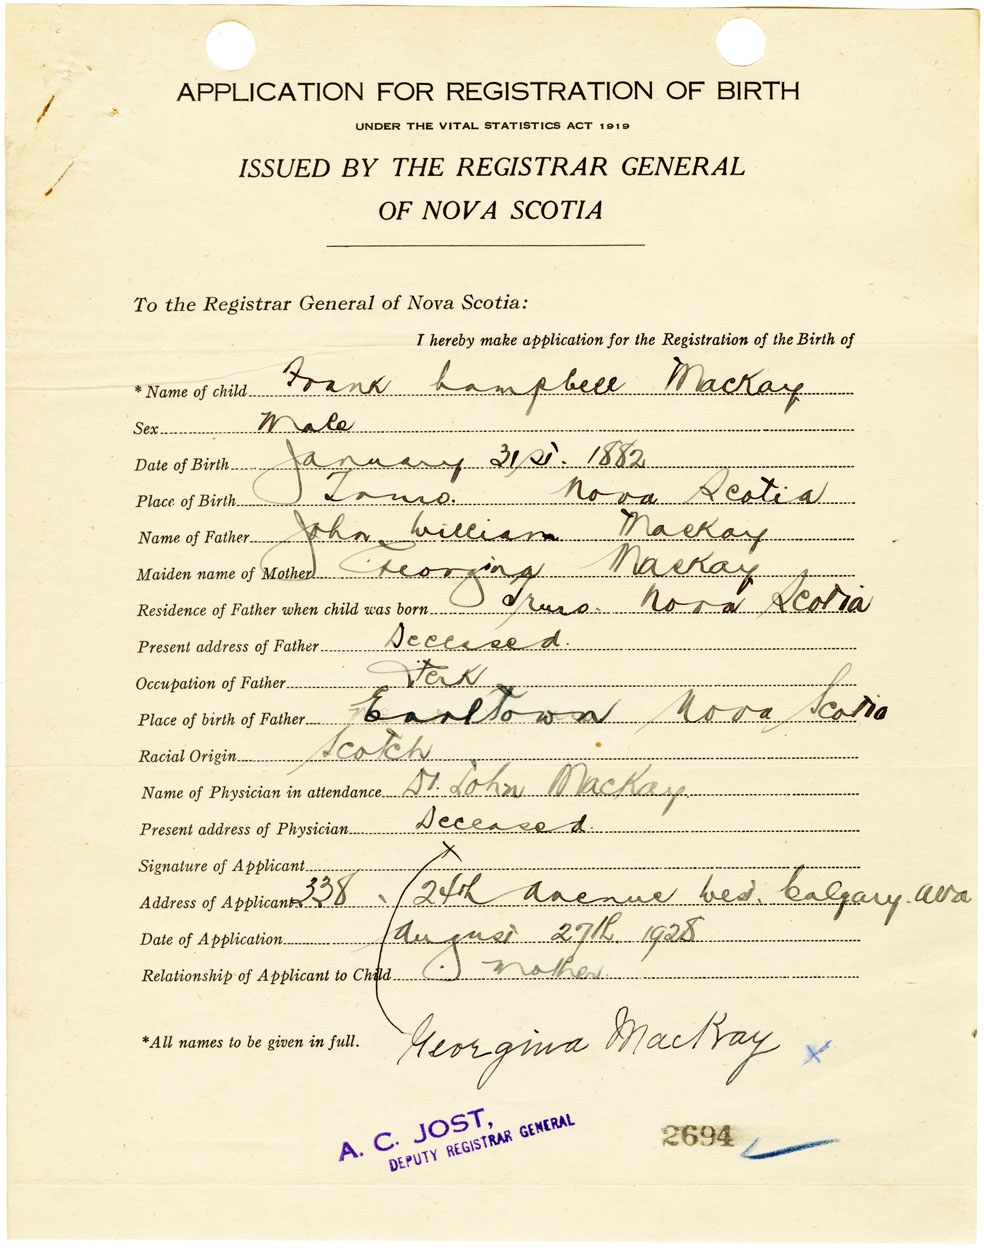 APPLICATION FOR REGISTRATION OF BIRTH
UNDER THE VITAL STATISTICS ACT 1919
ISSUED BY THE REGISTRAR GENERAL
OF NOVA SCOTIA
To the Registrar General of Nova Scotia:
I hereby make application for the Registration of the Birth of
* Name of child Frank Campbell MacKay
Sex Male
Date of Birth January 31st. 1882
Place of Birth Truro. Nova Scotia
Name of Father John William MacKay
Maiden name of Mother Georgina MacKay
Residence of Father when child was born Truro. Nova Scotia
Present address of Father Deceased.
Occupation of Father
Place of birth of Father Earltown Nova Scotia
Racial Origin Scotch
Name of Physician in attendance Dr. John MacKay
Present address of Physician Deceased.
Signature of Applicant
Address of Applicant 338 24th Avenue West. Calgary. Alta
Date of Application August 27th. 1928
Relationship of Applicant to Child Mother.
*All names to be given in full.
Georgina MacKay
A. C. JOST,
DEPUTY REGISTRAR GENERAL
2694